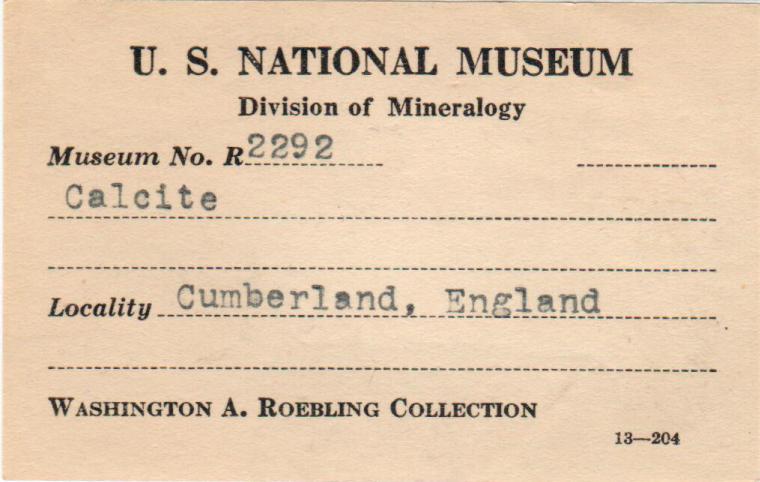 U. S. NATIONAL MUSEUM
Division of Mineralogy
Museum No. R2292
Calcite
Locality Cumberland, England
WASHINGTON A. ROEBLING COLLECTION
13—204